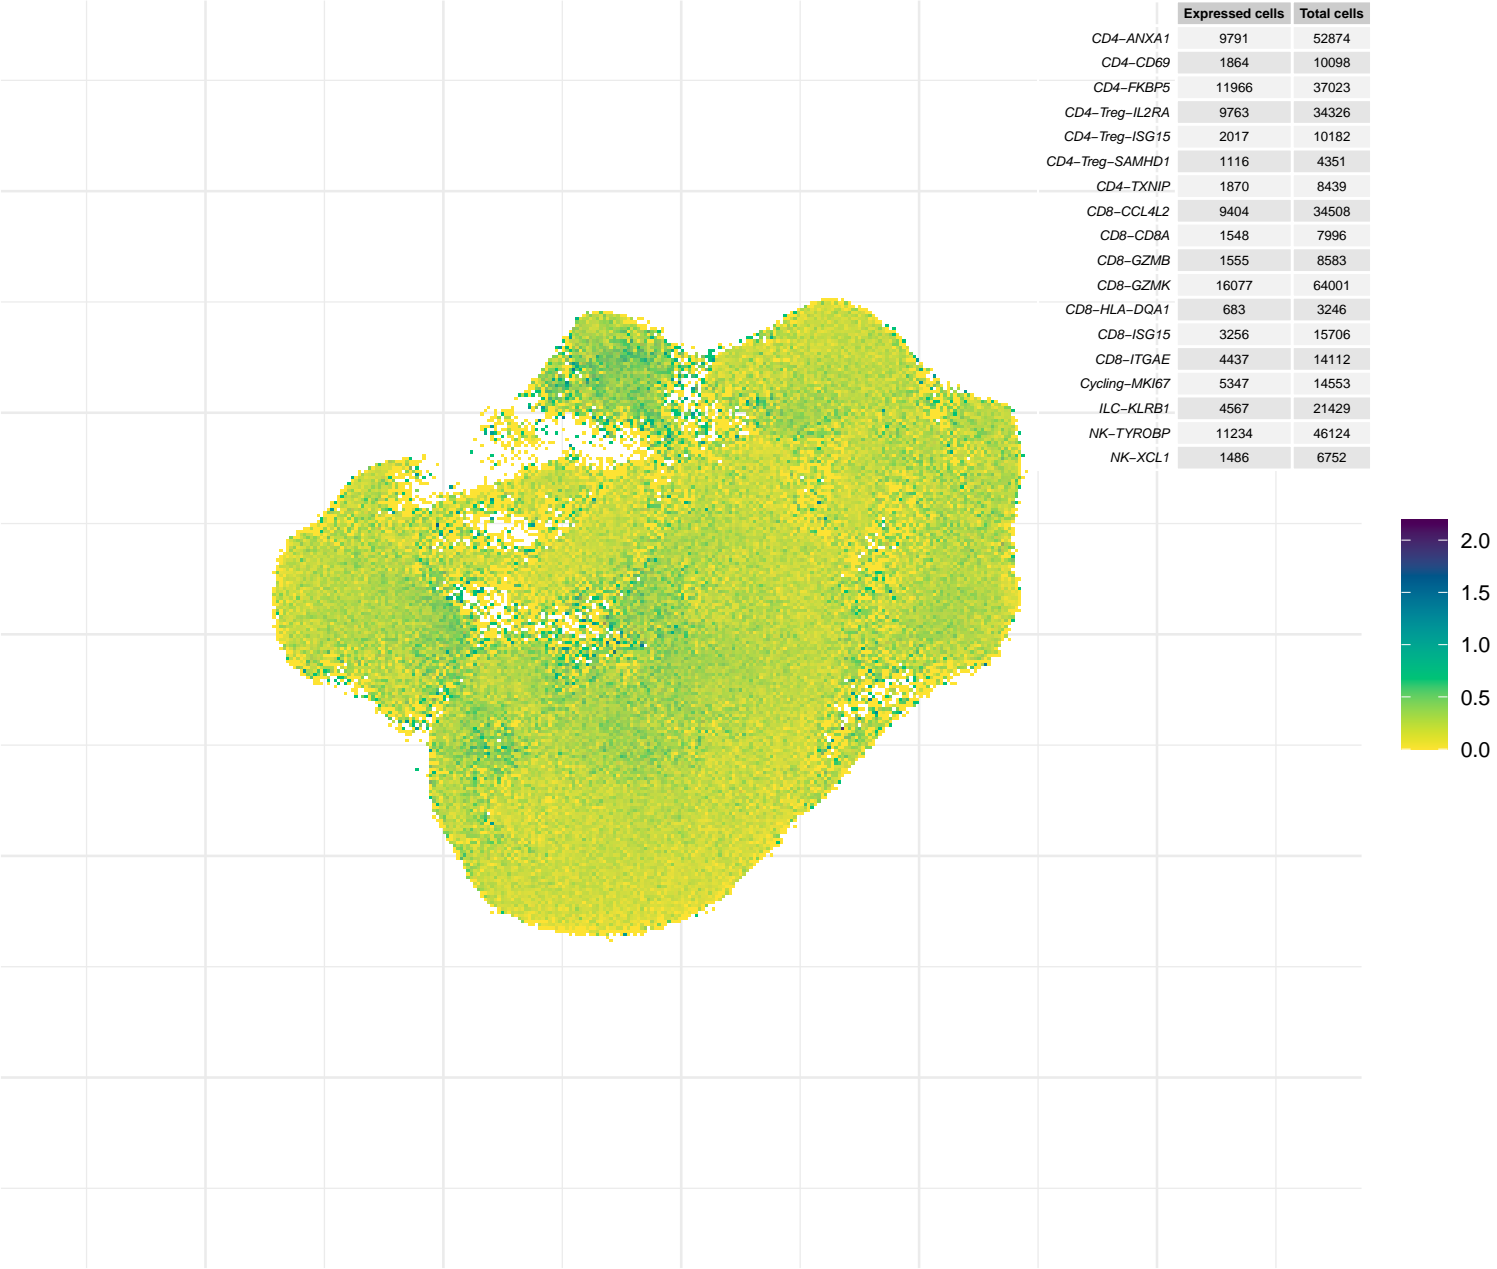 Expressed cells Total cells
CD4−ANXA1 9791 52874
CD4−CD69 1864 10098
CD4−FKBP5 11966 37023
CD4−Treg−IL2RA 9763 34326
CD4−Treg−ISG15 2017 10182
CD4−Treg−SAMHD1 1116 4351
CD4−TXNIP 1870 8439
CD8−CCL4L2 9404 34508
CD8−CD8A 1548 7996
CD8−GZMB 1555 8583
CD8−GZMK 16077 64001
CD8−HLA−DQA1 683 3246
CD8−ISG15 3256 15706
CD8−ITGAE 4437 14112
Cycling−MKI67 5347 14553
ILC−KLRB1 4567 21429
NK−TYROBP 11234 46124
NK−XCL1 1486 6752
2.0
1.5
1.0
0.5
0.0